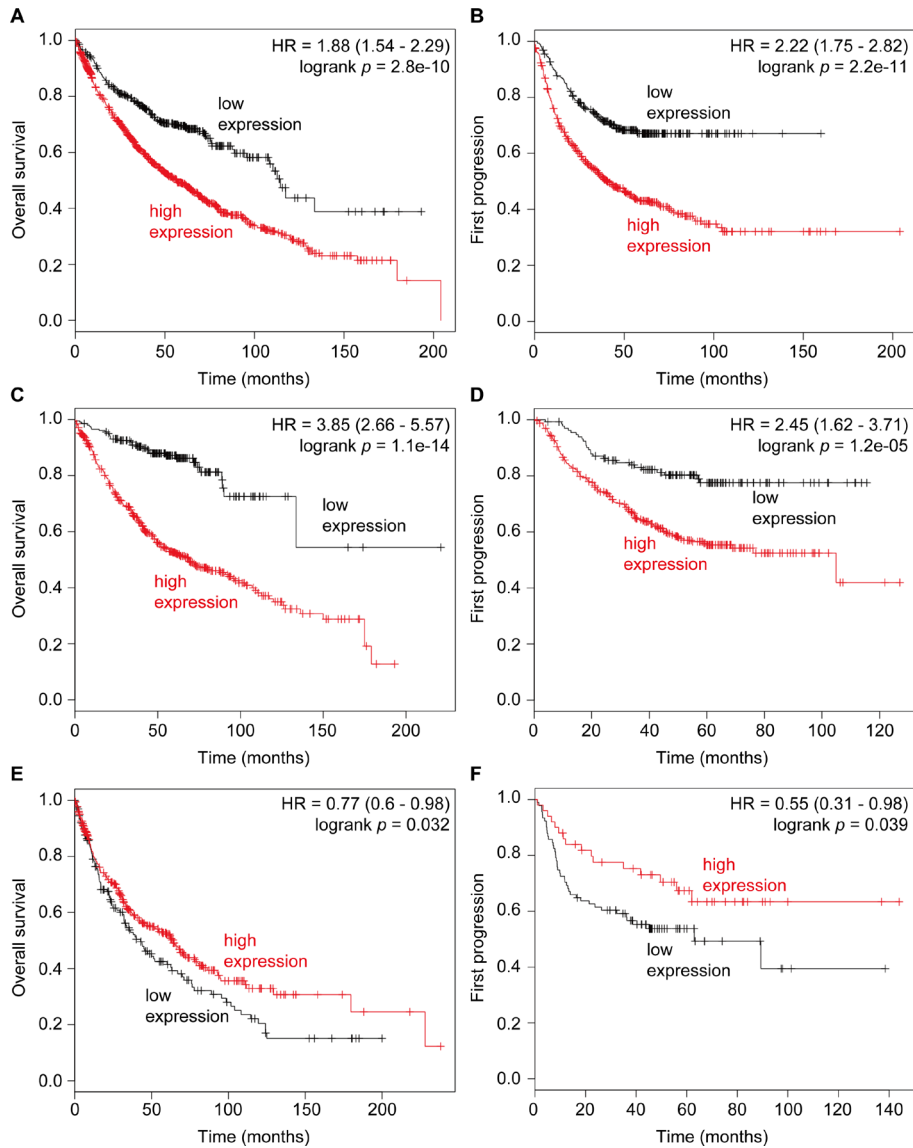 A
HR = 1.88 (1.54 - 2.29)
logrank p = 2.8e-10
low
expression
high
expression
Overall survival
1.0
0.8
0.6
0.4
0.2
0.0
0 50 100 150 200
Time (months)
B
HR = 2.22 (1.75 - 2.82)
logrank p = 2.2e-11
low
expression
high
expression
First progression
1.0
0.8
0.6
0.4
0.2
0.0
0 50 100 150 200
Time (months)
C
HR = 3.85 (2.66 - 5.57)
logrank p = 1.1e-14
low
expression
high
expression
Overall survival
1.0
0.8
0.6
0.4
0.2
0.0
0 50 100 150 200
Time (months)
D
HR = 2.45 (1.62 - 3.71)
logrank p = 1.2e-05
low
expression
high
expression
First progression
1.0
0.8
0.6
0.4
0.2
0.0
0 20 40 60 80 100 120
Time (months)
E
HR = 0.77 (0.6 - 0.98)
logrank p = 0.032
high
expression
low
expression
Overall survival
1.0
0.8
0.6
0.4
0.2
0.0
0 50 100 150 200
Time (months)
F
HR = 0.55 (0.31 - 0.98)
logrank p = 0.039
high
expression
low
expression
First progression
1.0
0.8
0.6
0.4
0.2
0.0
0 20 40 60 80 100 120 140
Time (months)